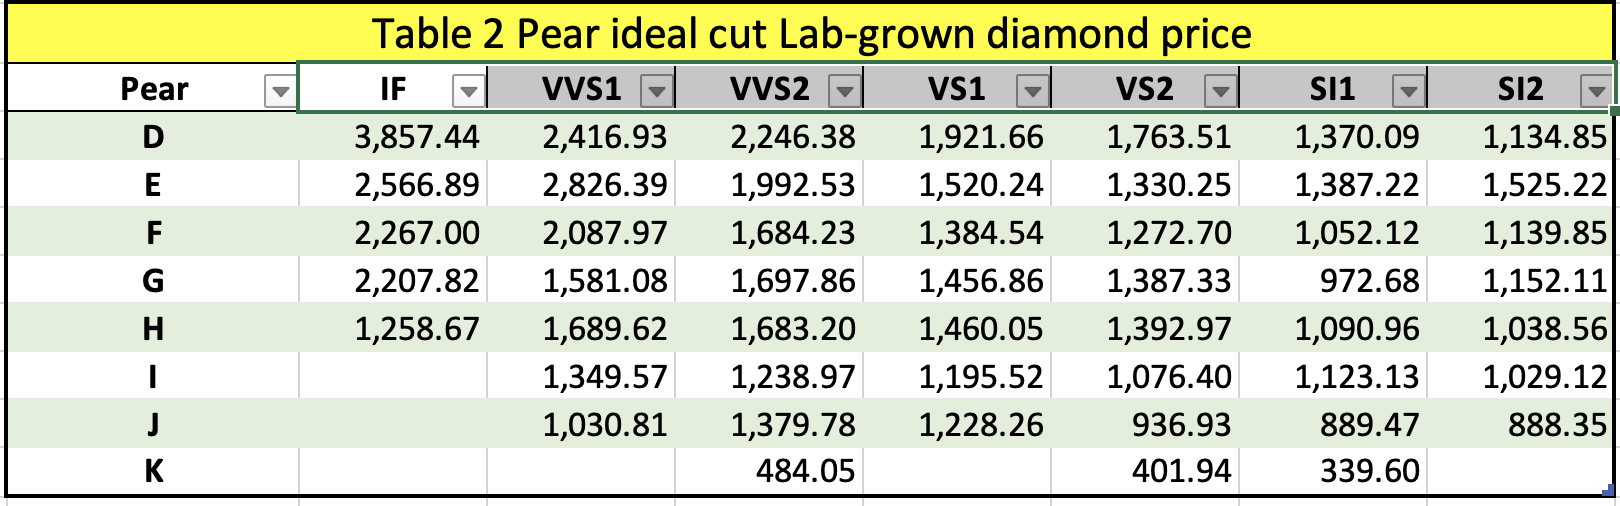 Table 2 Pear ideal cut Lab-grown diamond price
Pear IF VVS1 VVS2 VS1 VS2 SI1 SI2
D 3,857.44 2,416.93 2,246.38 1,921.66 1,763.51 1,370.09 1,134.85
E 2,566.89 2,826.39 1,992.53 1,520.24 1,330.25 1,387.22 1,525.22
F 2,267.00 2,087.97 1,684.23 1,384.54 1,272.70 1,052.12 1,139.85
G 2,207.82 1,581.08 1,697.86 1,456.86 1,387.33 972.68 1,152.11
H 1,258.67 1,689.62 1,683.20 1,460.05 1,392.97 1,090.96 1,038.56
I 1,349.57 1,238.97 1,195.52 1,076.40 1,123.13 1,029.12
J 1,030.81 1,379.78 1,228.26 936.93 889.47 888.35
K 484.05 401.94 339.60